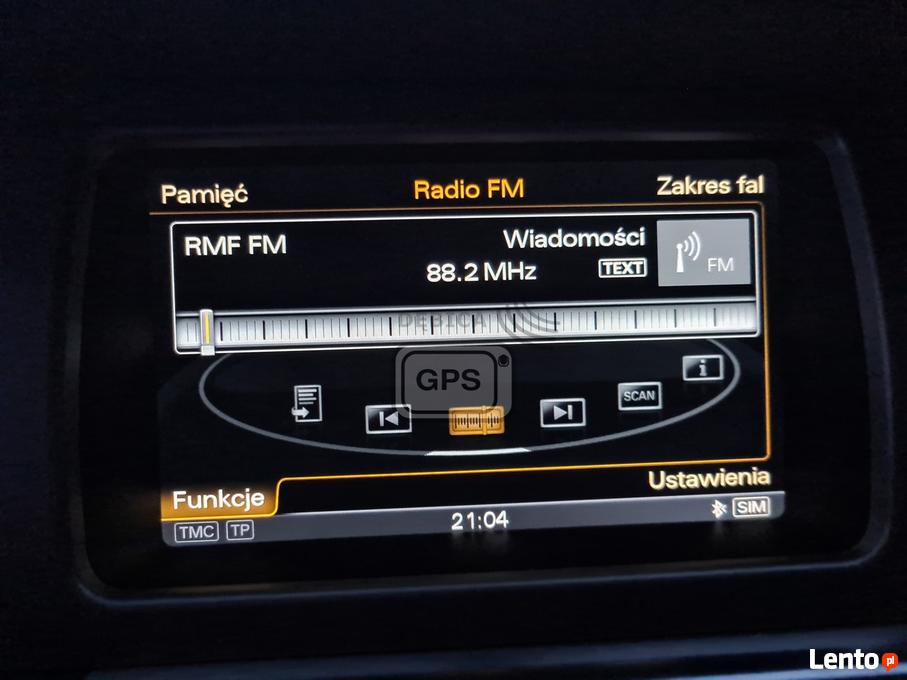 Pamięć Radio FM Zakres fal
RMF FM Wiadomości
88.2 MHz TEXT FM
DĘBICA
GPS
SCAN i
Ustawienia
Funkcje
TMC TP 21:04 SIM
Lento pl